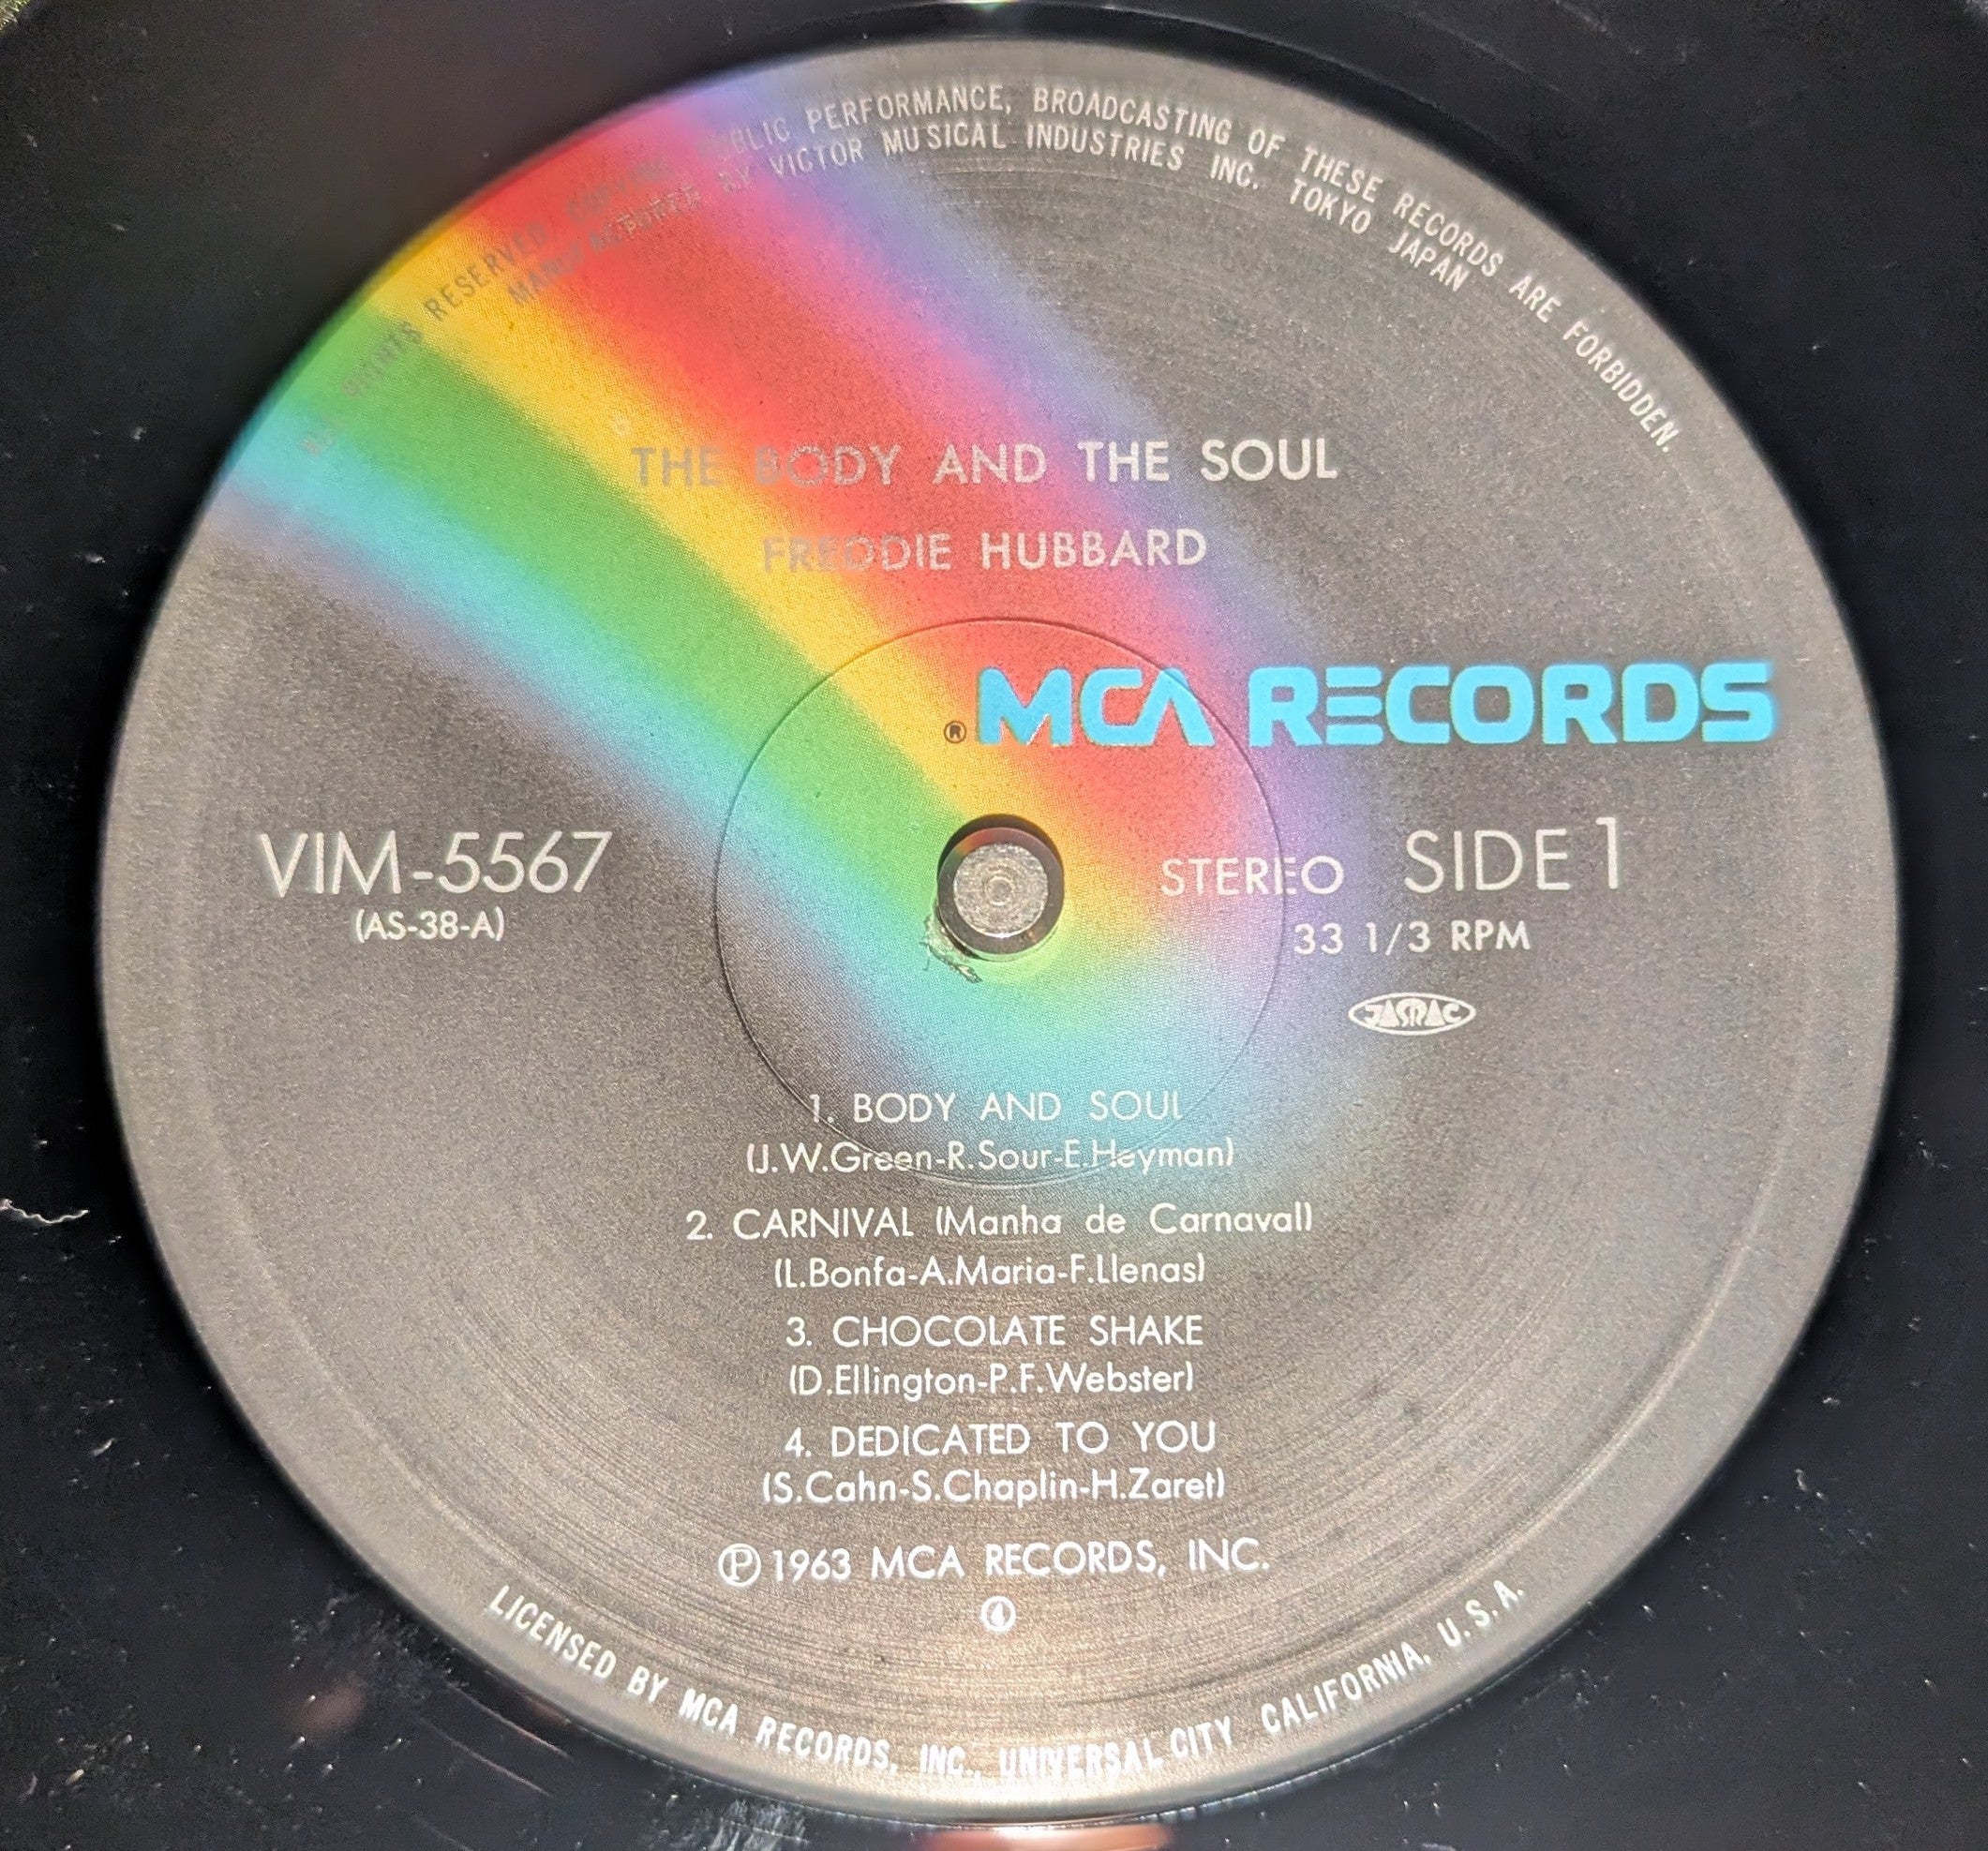 ALL RIGHTS RESERVED. COPYING, PUBLIC PERFORMANCE, BROADCASTING OF THESE RECORDS ARE FORBIDDEN.
MANUFACTURED BY VICTOR MUSICAL INDUSTRIES INC. TOKYO JAPAN
THE BODY AND THE SOUL
FREDDIE HUBBARD
® MCA RECORDS
VIM-5567
(AS-38-A)
STEREO SIDE 1
33 1/3 RPM
JASRAC
1. BODY AND SOUL
(J.W.Green-R.Sour-E.Heyman)
2. CARNIVAL (Manha de Carnaval)
(L.Bonfa-A.Maria-F.Llenas)
3. CHOCOLATE SHAKE
(D.Ellington-P.F.Webster)
4. DEDICATED TO YOU
(S.Cahn-S.Chaplin-H.Zaret)
℗ 1963 MCA RECORDS, INC.
LICENSED BY MCA RECORDS, INC., UNIVERSAL CITY CALIFORNIA, U.S.A.